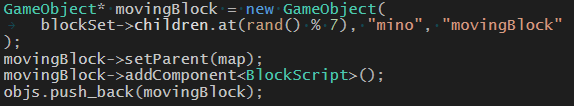 GameObject* movingBlock = new GameObject(
    blockSet->children.at(rand() % 7), "mino", "movingBlock"
);
movingBlock->setParent(map);
movingBlock->addComponent<BlockScript>();
objs.push_back(movingBlock);